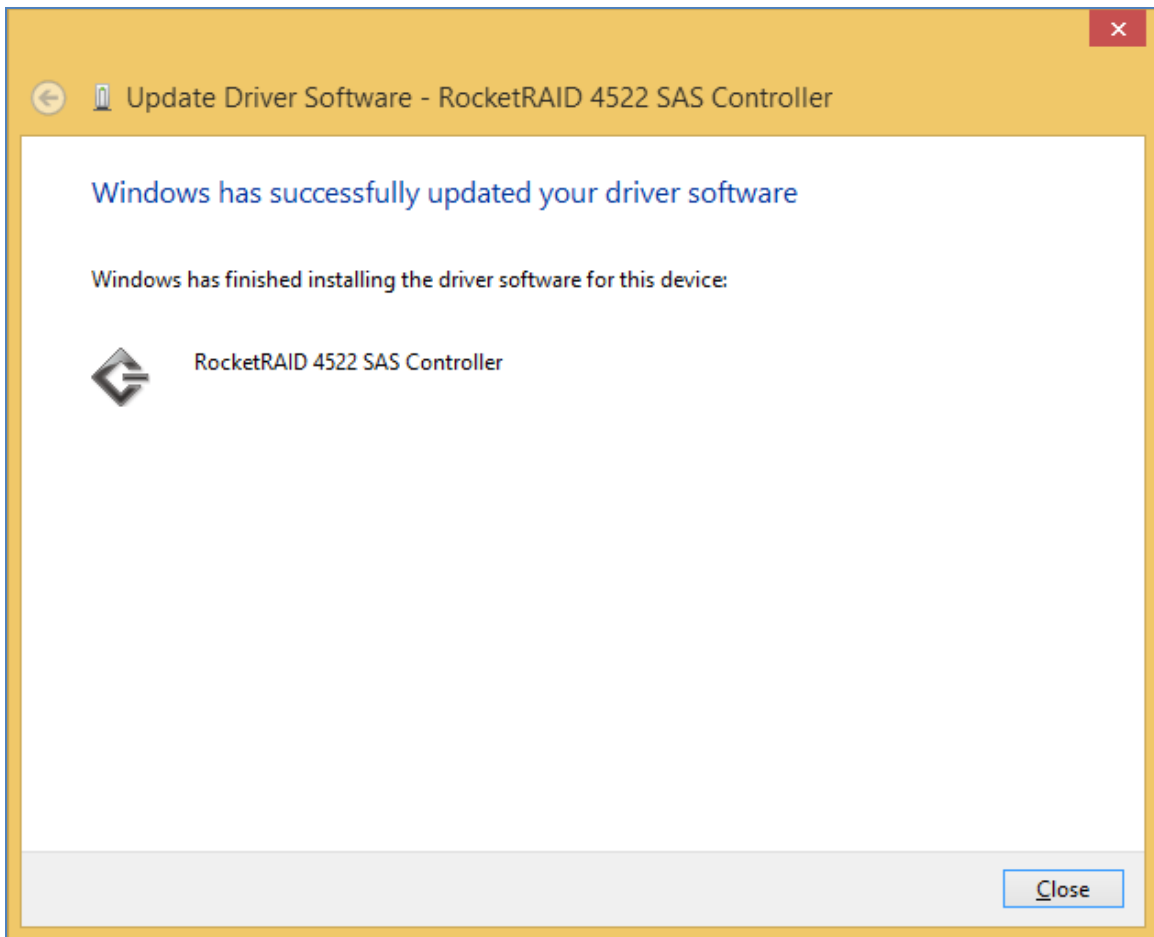 Update Driver Software - RocketRAID 4522 SAS Controller
Windows has successfully updated your driver software
Windows has finished installing the driver software for this device:
RocketRAID 4522 SAS Controller
Close